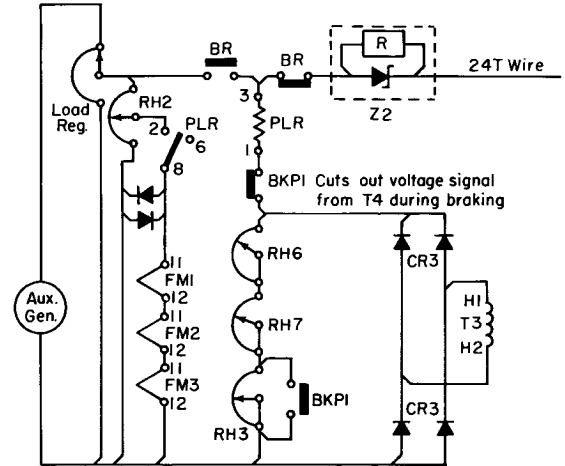 BR
BR
R
24T Wire
Z2
Load
Reg.
RH2
2
PLR
6
8
3
PLR
1
BKP1
Cuts out voltage signal
from T4 during braking
11
FM1
12
11
FM2
12
11
FM3
12
Aux.
Gen.
RH6
RH7
RH3
BKP1
CR3
H1
T3
H2
CR3